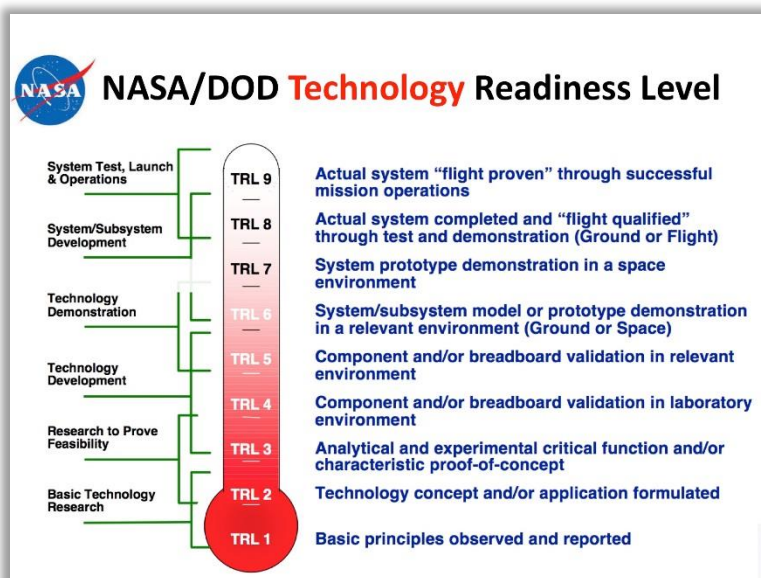 NASA
NASA/DOD Technology Readiness Level
System Test, Launch
& Operations
System/Subsystem
Development
Technology
Demonstration
Technology
Development
Research to Prove
Feasibility
Basic Technology
Research
TRL 9
TRL 8
TRL 7
TRL 6
TRL 5
TRL 4
TRL 3
TRL 2
TRL 1
Actual system “flight proven” through successful
mission operations
Actual system completed and “flight qualified”
through test and demonstration (Ground or Flight)
System prototype demonstration in a space
environment
System/subsystem model or prototype demonstration
in a relevant environment (Ground or Space)
Component and/or breadboard validation in relevant
environment
Component and/or breadboard validation in laboratory
environment
Analytical and experimental critical function and/or
characteristic proof-of-concept
Technology concept and/or application formulated
Basic principles observed and reported